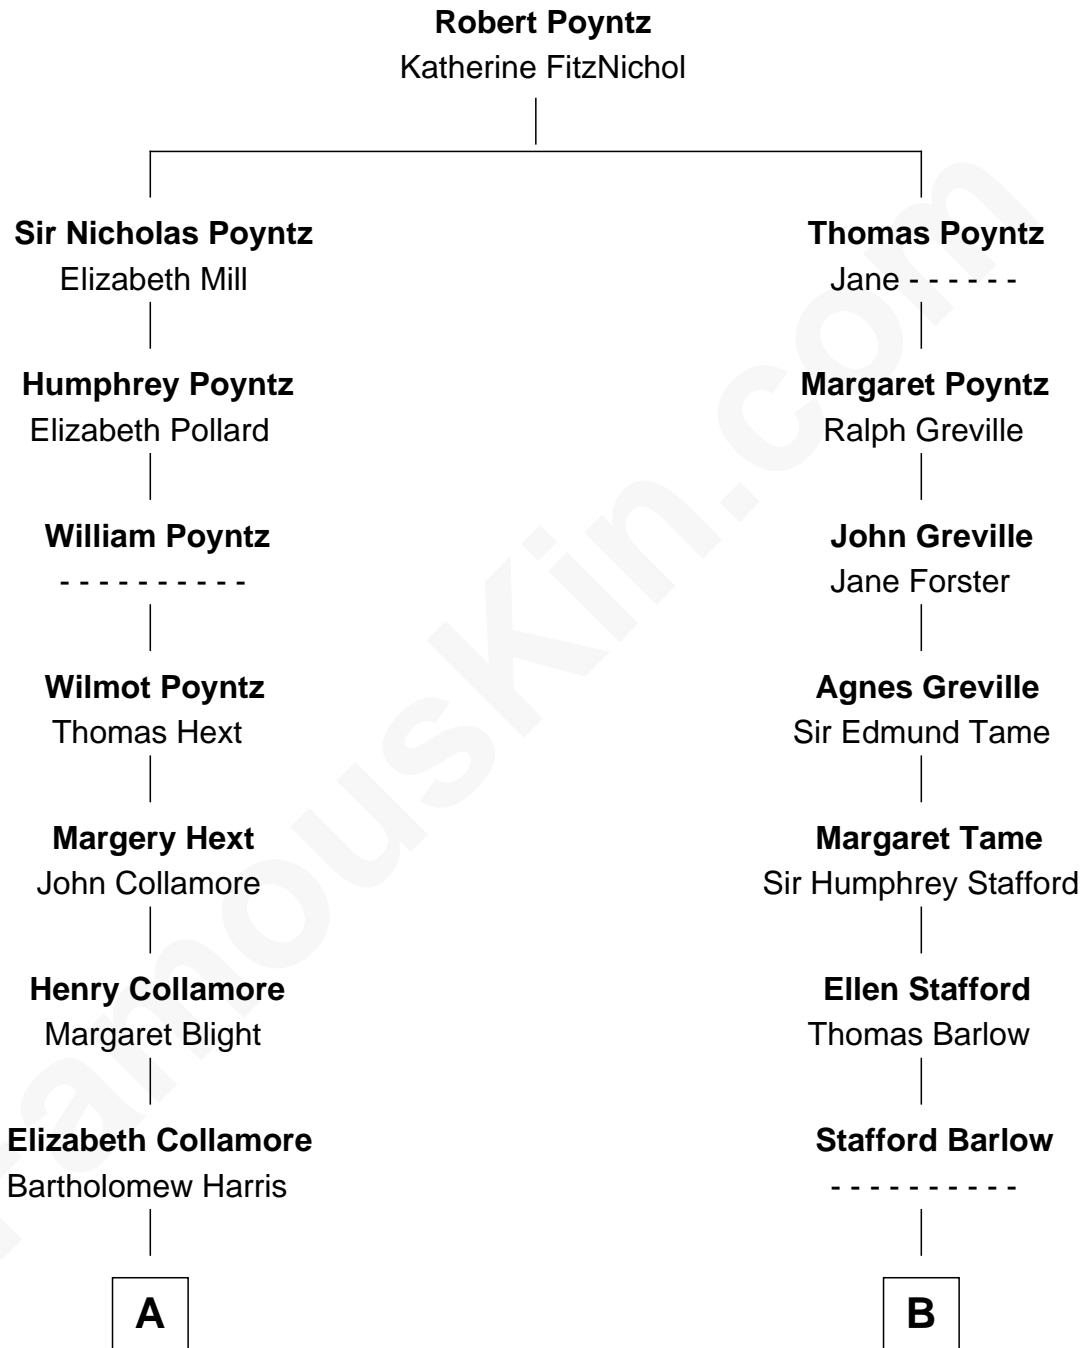 Robert Poyntz
Katherine FitzNichol
Sir Nicholas Poyntz
Elizabeth Mill
Humphrey Poyntz
Elizabeth Pollard
William Poyntz
- - - - - - - - - -
Wilmot Poyntz
Thomas Hext
Margery Hext
John Collamore
Henry Collamore
Margaret Blight
Elizabeth Collamore
Bartholomew Harris
A
Thomas Poyntz
Jane - - - - - -
Margaret Poyntz
Ralph Greville
John Greville
Jane Forster
Agnes Greville
Sir Edmund Tame
Margaret Tame
Sir Humphrey Stafford
Ellen Stafford
Thomas Barlow
Stafford Barlow
- - - - - - - - - -
B
FamousKin.com